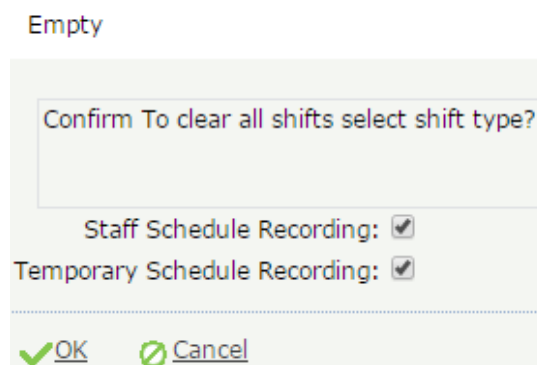 Empty
Confirm To clear all shifts select shift type?
Staff Schedule Recording:
Temporary Schedule Recording:
OK Cancel